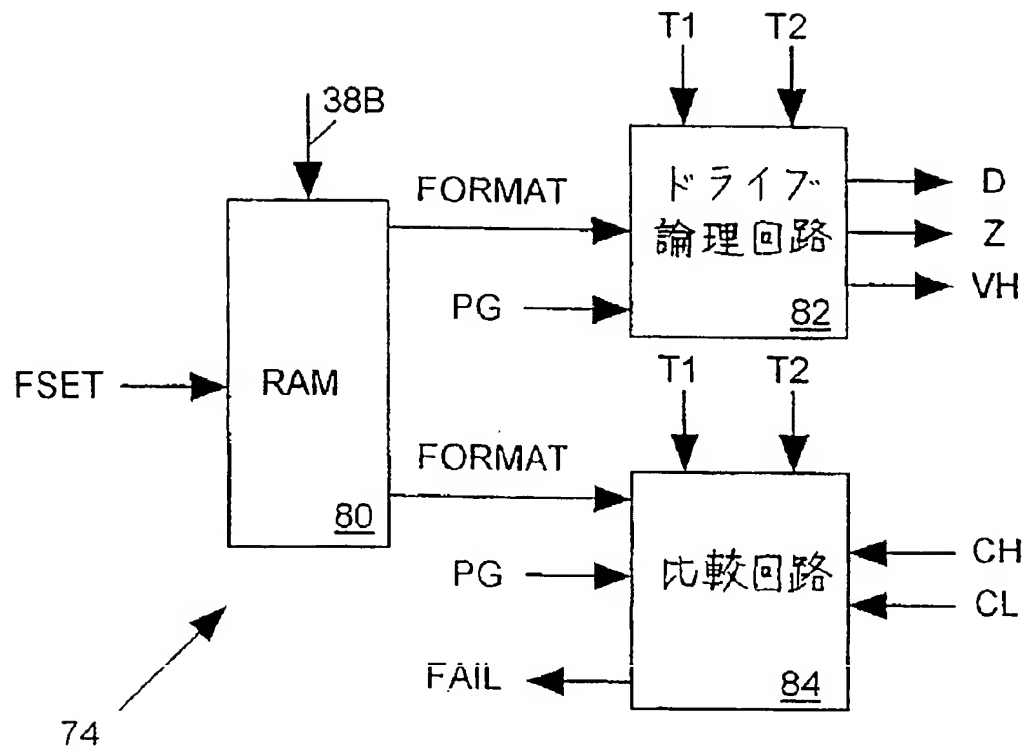 T1
T2
38B
FORMAT
ドライブ
論理回路
82
D
Z
VH
PG
FSET
RAM
80
T1
T2
FORMAT
PG
比較回路
84
CH
CL
FAIL
74